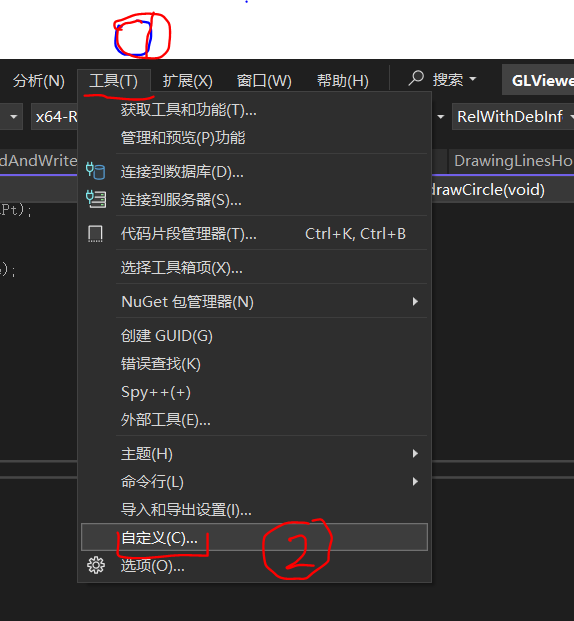 1
分析(N) 工具(T) 扩展(X) 窗口(W) 帮助(H) 搜索 GLViewe
x64-R RelWithDebInf
dAndWrite DrawingLinesHo
drawCircle(void)
Pt);
);
获取工具和功能(T)...
管理和预览(P)功能
连接到数据库(D)...
连接到服务器(S)...
代码片段管理器(T)... Ctrl+K, Ctrl+B
选择工具箱项(X)...
NuGet 包管理器(N)
创建 GUID(G)
错误查找(K)
Spy++(+)
外部工具(E)...
主题(H)
命令行(L)
导入和导出设置(I)...
自定义(C)...
2
选项(O)...